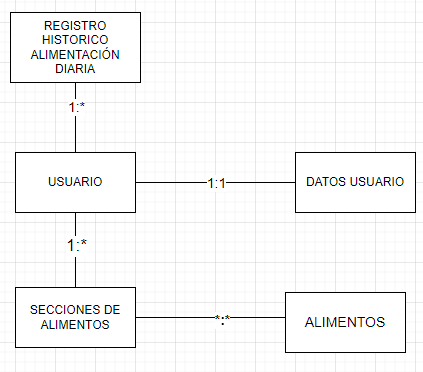 REGISTRO
HISTORICO
ALIMENTACIÓN
DIARIA
1:*
USUARIO
1:1
DATOS USUARIO
1:*
SECCIONES DE
ALIMENTOS
*:*
ALIMENTOS